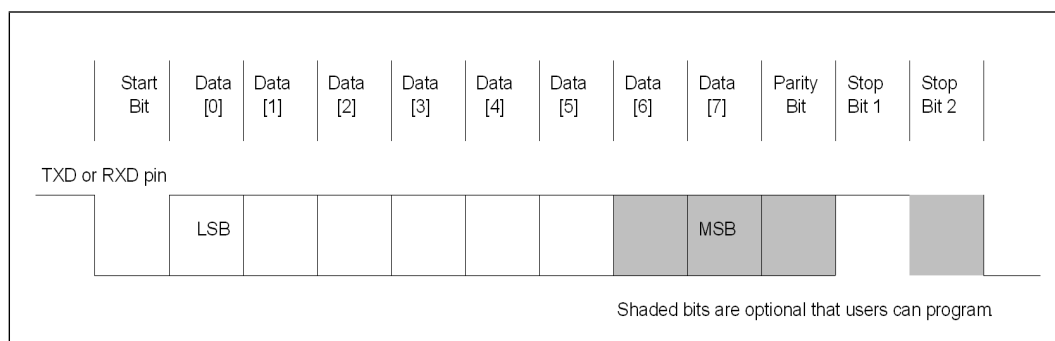 Start Bit
Data [0]
Data [1]
Data [2]
Data [3]
Data [4]
Data [5]
Data [6]
Data [7]
Parity Bit
Stop Bit 1
Stop Bit 2
TXD or RXD pin
LSB
MSB
Shaded bits are optional that users can program.